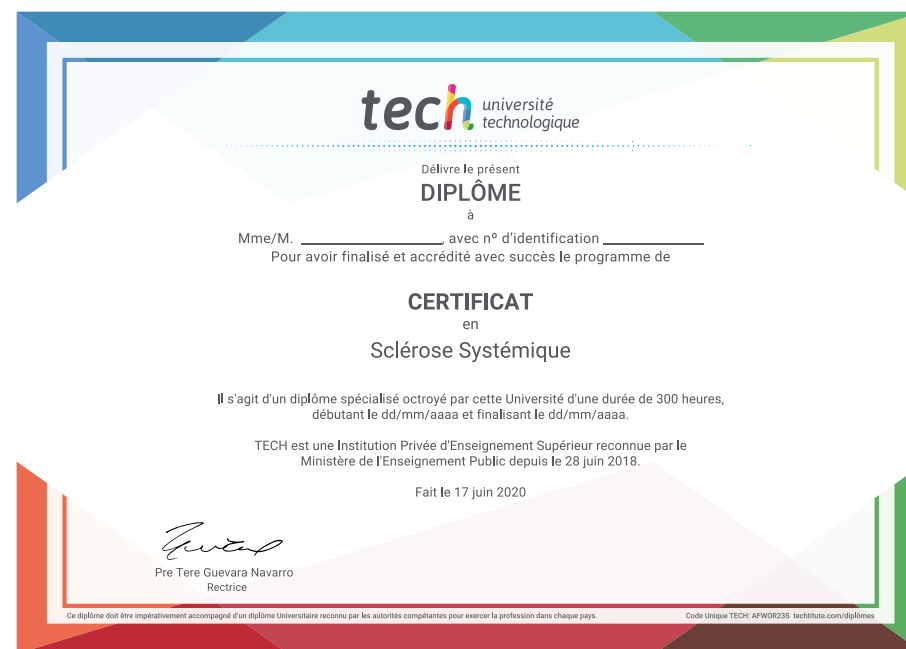 tech université
technologique
Délivre le présent
DIPLÔME
à
Mme/M. ____________________, avec nº d'identification ______________
Pour avoir finalisé et accrédité avec succès le programme de
CERTIFICAT
en
Sclérose Systémique
Il s'agit d'un diplôme spécialisé octroyé par cette Université d'une durée de 300 heures,
débutant le dd/mm/aaaa et finalisant le dd/mm/aaaa.
TECH est une Institution Privée d'Enseignement Supérieur reconnue par le
Ministère de l'Enseignement Public depuis le 28 juin 2018.
Fait le 17 juin 2020
Pre Tere Guevara Navarro
Rectrice
Ce diplôme doit être impérativement accompagné d'un diplôme Universitaire reconnu par les autorités compétantes pour exercer la profession dans chaque pays.
Code Unique TECH: AFWOR23S techtitute.com/diplômes